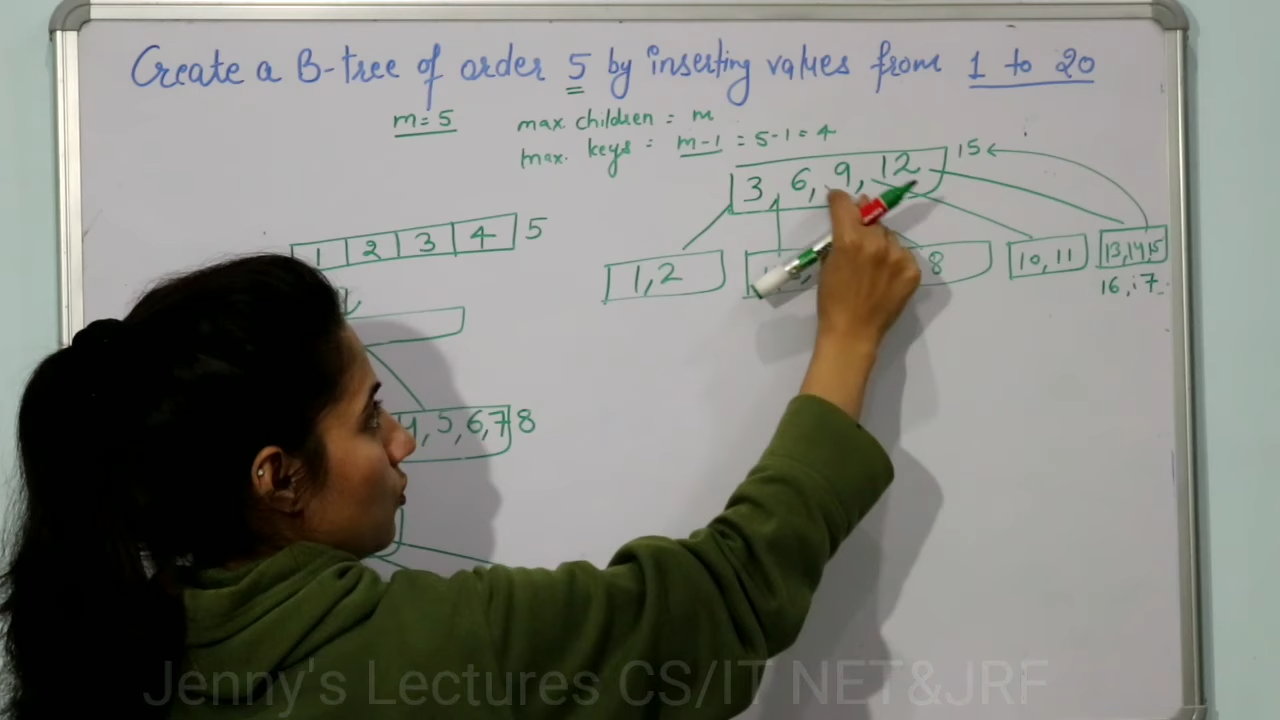 Create a B-tree of order 5 by inserting values from 1 to 20
m=5
max. children = m
max. keys = m-1 = 5-1 = 4
3, 6, 9, 12 15
1 2 3 4 5
1, 2
8
10, 11
13, 14, 15
16, 17
4, 5, 6, 7 8
Jenny's Lectures CS/IT NET&JRF